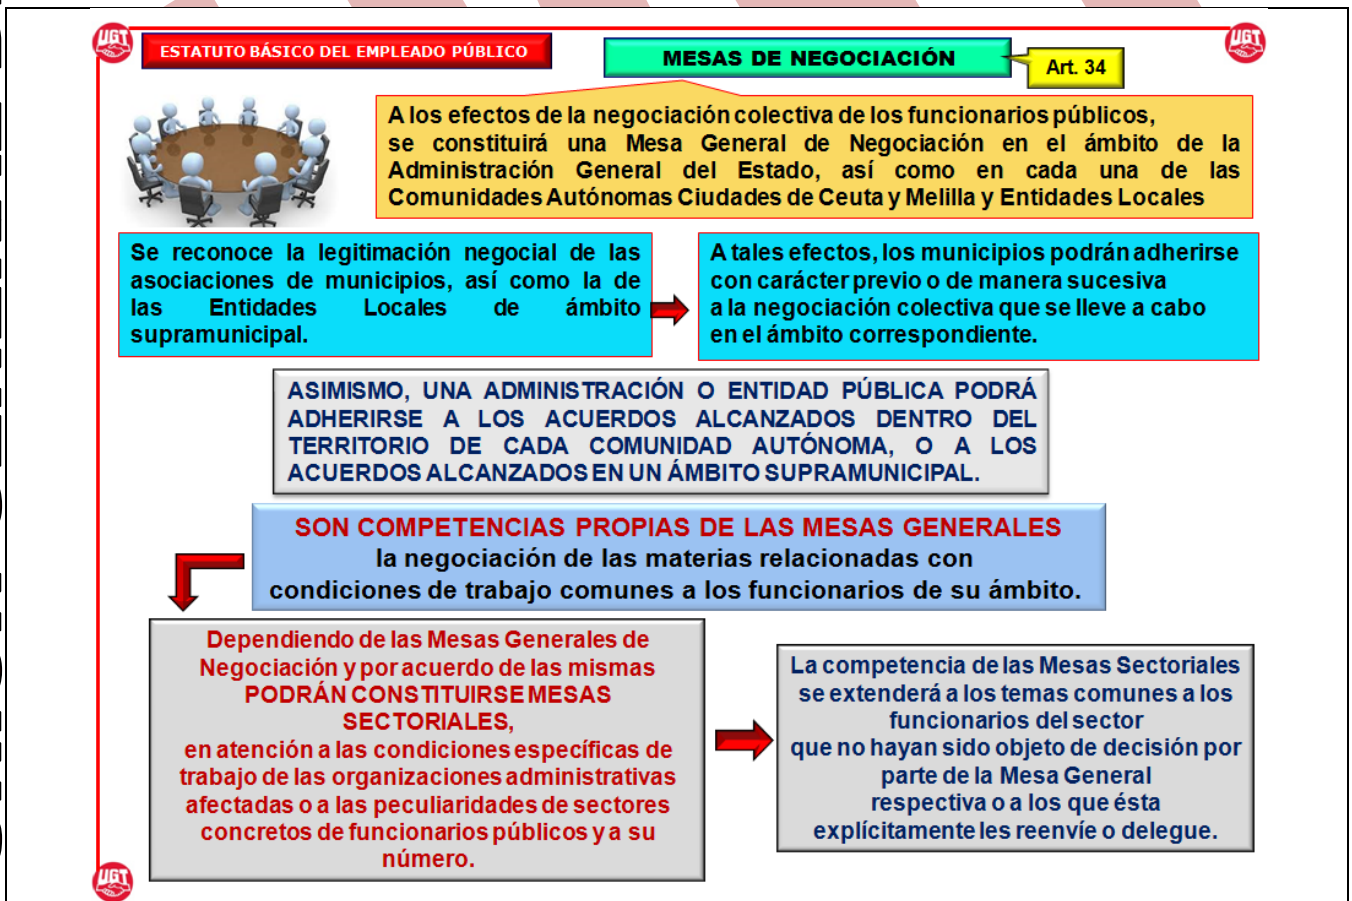 UGT
UGT
ESTATUTO BÁSICO DEL EMPLEADO PÚBLICO
MESAS DE NEGOCIACIÓN
Art. 34
A los efectos de la negociación colectiva de los funcionarios públicos,
se constituirá una Mesa General de Negociación en el ámbito de la
Administración General del Estado, así como en cada una de las
Comunidades Autónomas Ciudades de Ceuta y Melilla y Entidades Locales
Se reconoce la legitimación negocial de las
asociaciones de municipios, así como la de
las Entidades Locales de ámbito
supramunicipal.
A tales efectos, los municipios podrán adherirse
con carácter previo o de manera sucesiva
a la negociación colectiva que se lleve a cabo
en el ámbito correspondiente.
ASIMISMO, UNA ADMINISTRACIÓN O ENTIDAD PÚBLICA PODRÁ
ADHERIRSE A LOS ACUERDOS ALCANZADOS DENTRO DEL
TERRITORIO DE CADA COMUNIDAD AUTÓNOMA, O A LOS
ACUERDOS ALCANZADOS EN UN ÁMBITO SUPRAMUNICIPAL.
SON COMPETENCIAS PROPIAS DE LAS MESAS GENERALES
la negociación de las materias relacionadas con
condiciones de trabajo comunes a los funcionarios de su ámbito.
Dependiendo de las Mesas Generales de
Negociación y por acuerdo de las mismas
PODRÁN CONSTITUIRSE MESAS
SECTORIALES,
en atención a las condiciones específicas de
trabajo de las organizaciones administrativas
afectadas o a las peculiaridades de sectores
concretos de funcionarios públicos y a su
número.
La competencia de las Mesas Sectoriales
se extenderá a los temas comunes a los
funcionarios del sector
que no hayan sido objeto de decisión por
parte de la Mesa General
respectiva o a los que ésta
explícitamente les reenvíe o delegue.
UGT